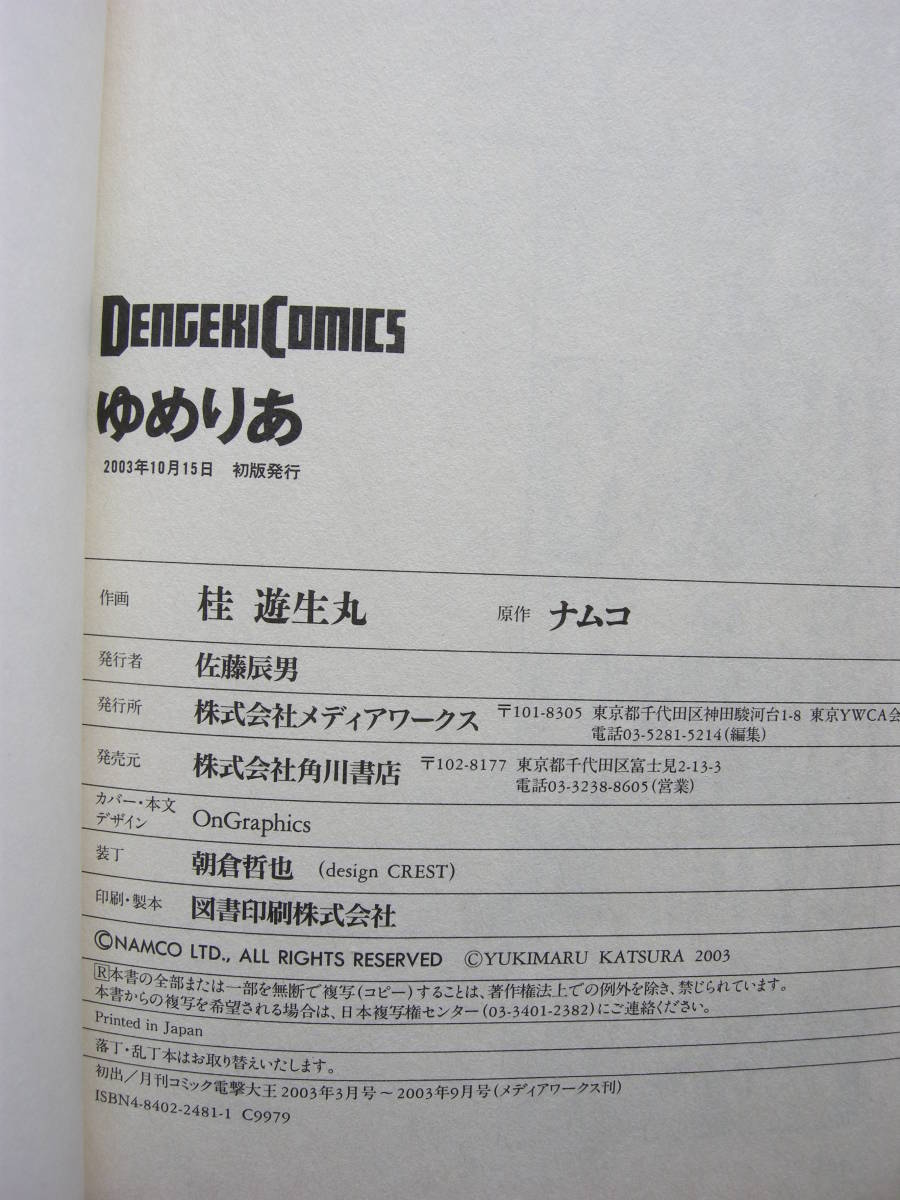 DENGEKI COMICS
ゆめりあ
2003年10月15日　初版発行
作画　桂 遊生丸　原作　ナムコ
発行者　佐藤辰男
発行所　株式会社メディアワークス　〒101-8305 東京都千代田区神田駿河台1-8 東京YWCA会
電話03-5281-5214(編集)
発売元　株式会社角川書店　〒102-8177 東京都千代田区富士見2-13-3
電話03-3238-8605(営業)
カバー・本文
デザイン　OnGraphics
装丁　朝倉哲也　(design CREST)
印刷・製本　図書印刷株式会社
©NAMCO LTD., ALL RIGHTS RESERVED　©YUKIMARU KATSURA 2003
Ⓡ本書の全部または一部を無断で複写(コピー)することは、著作権法上での例外を除き、禁じられています。
本書からの複写を希望される場合は、日本複写権センター(03-3401-2382)にご連絡ください。
Printed in Japan
落丁・乱丁本はお取り替えいたします。
初出／月刊コミック電撃大王2003年3月号～2003年9月号(メディアワークス刊)
ISBN4-8402-2481-1 C9979